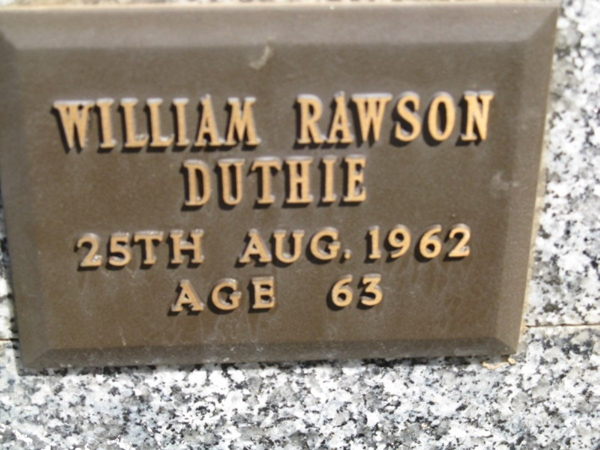 WILLIAM RAWSON
DUTHIE
25TH AUG. 1962
AGE 63